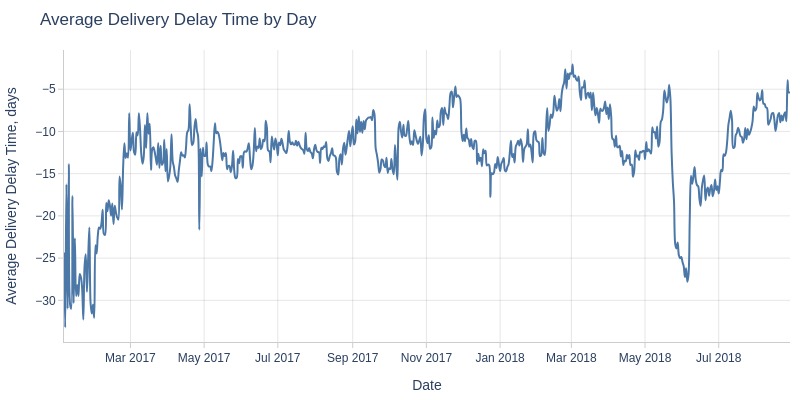 Average Delivery Delay Time by Day
Average Delivery Delay Time, days
−5
−10
−15
−20
−25
−30
Mar 2017
May 2017
Jul 2017
Sep 2017
Nov 2017
Jan 2018
Mar 2018
May 2018
Jul 2018
Date